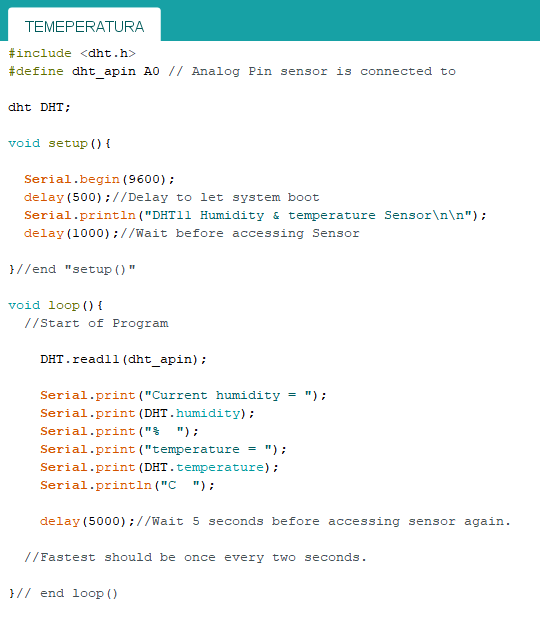 TEMEPERATURA
#include <dht.h>
#define dht_apin A0 // Analog Pin sensor is connected to
dht DHT;
void setup(){
Serial.begin(9600);
delay(500);//Delay to let system boot
Serial.println("DHT11 Humidity & temperature Sensor\n\n");
delay(1000);//Wait before accessing Sensor
}//end "setup()"
void loop(){
//Start of Program
DHT.read11(dht_apin);
Serial.print("Current humidity = ");
Serial.print(DHT.humidity);
Serial.print("%  ");
Serial.print("temperature = ");
Serial.print(DHT.temperature);
Serial.println("C  ");
delay(5000);//Wait 5 seconds before accessing sensor again.
//Fastest should be once every two seconds.
}// end loop()